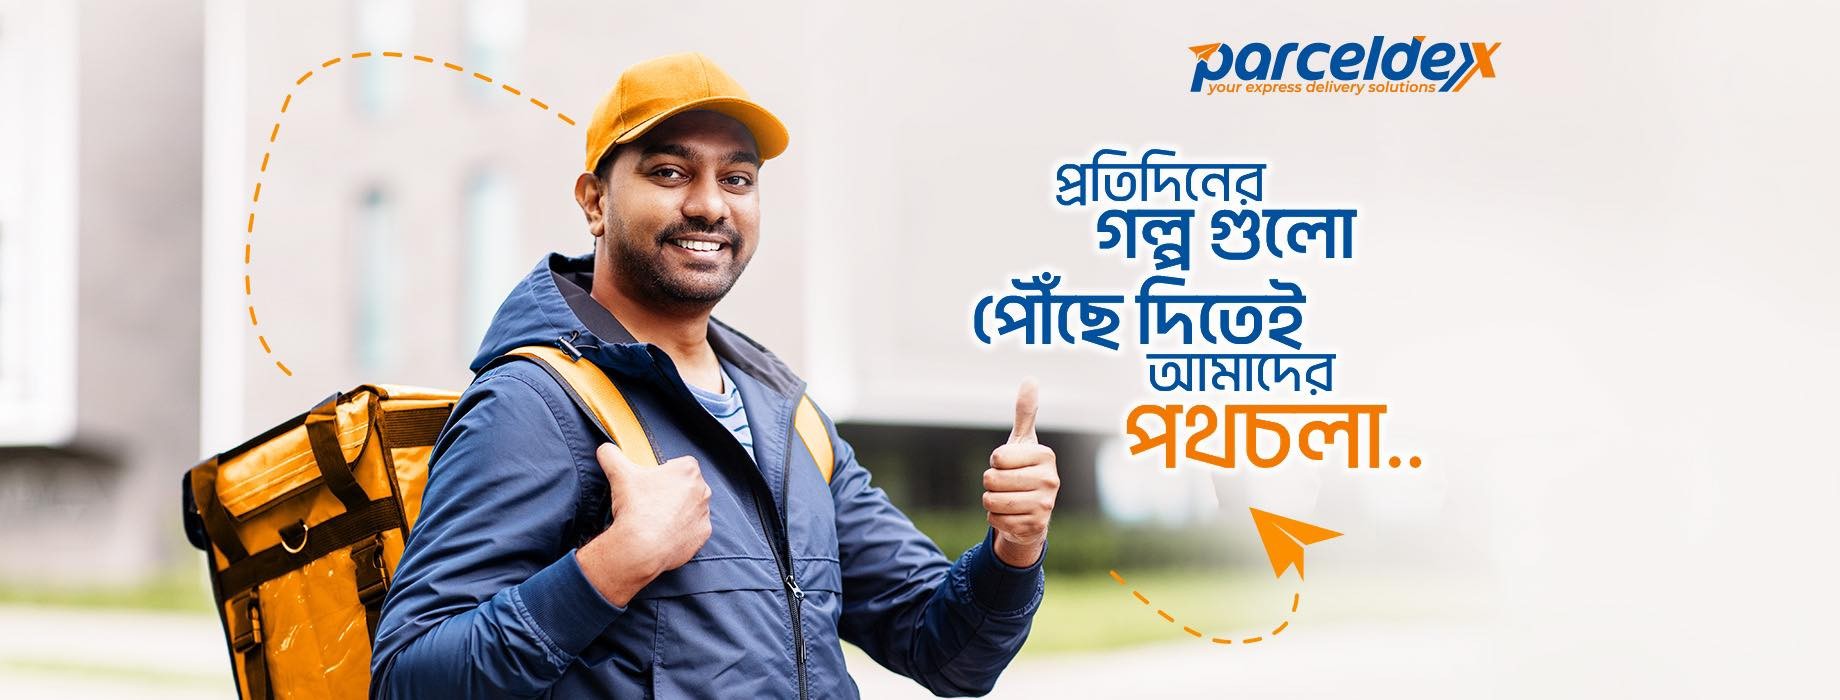 parceldex
your express delivery solutions
প্রতিদিনের
গল্প গুলো
পৌঁছে দিতেই
আমাদের
পথচলা..